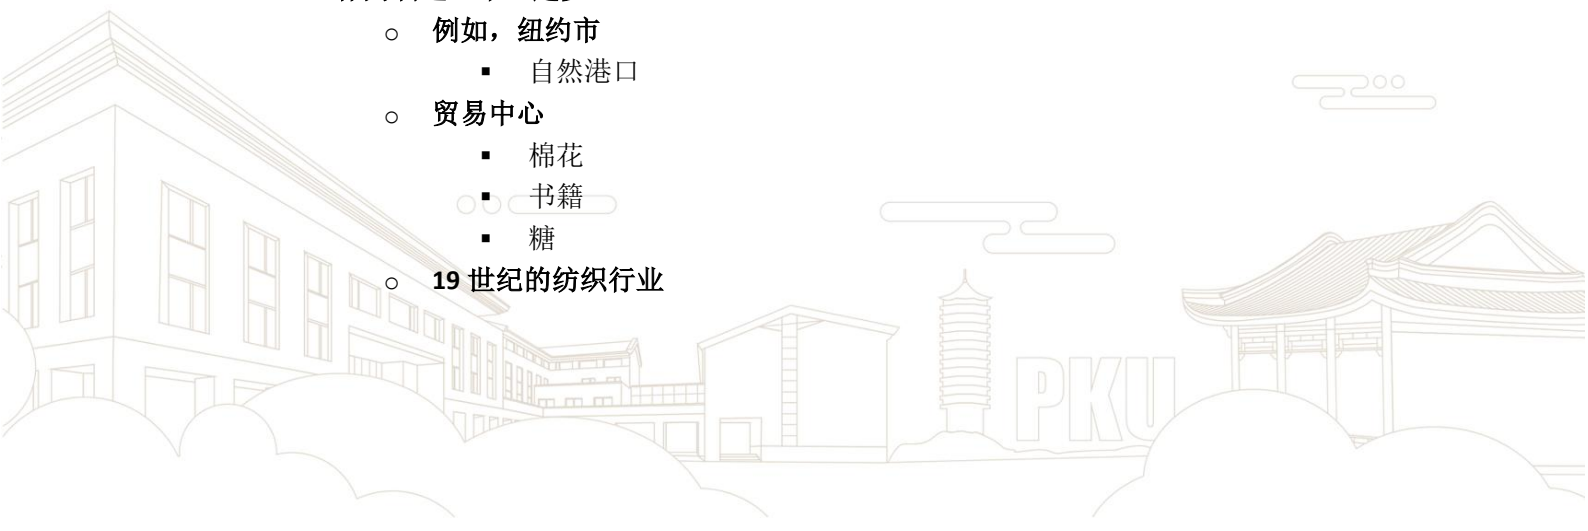 例如，纽约市
自然港口
贸易中心
棉花
书籍
糖
19 世纪的纺织行业
PKU